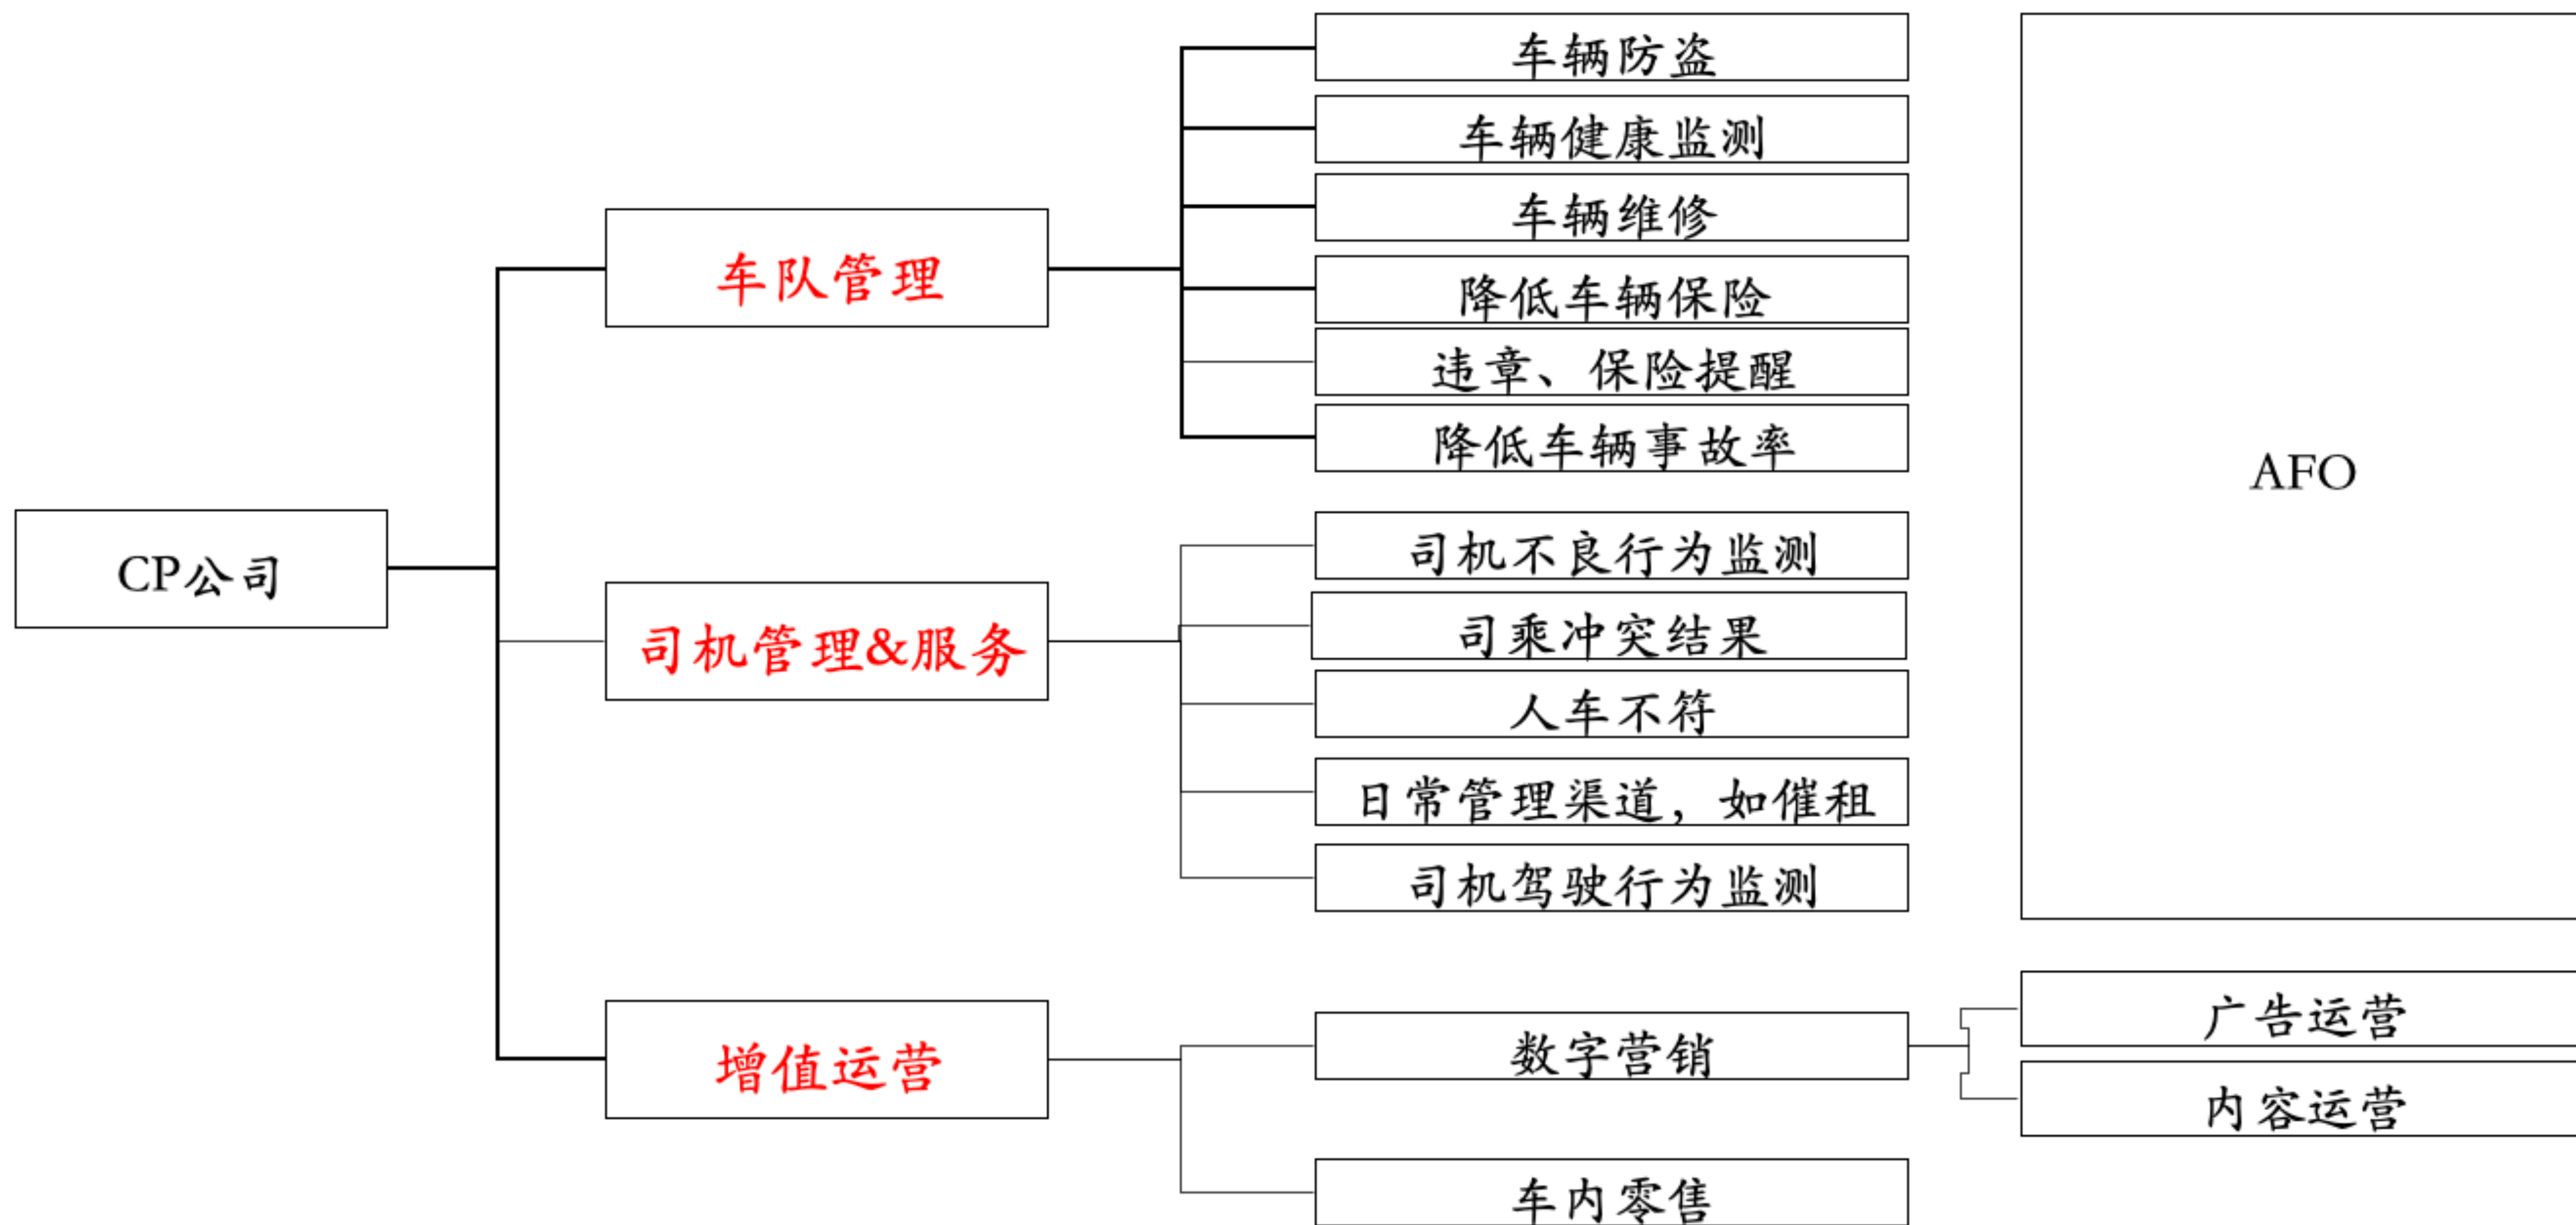 CP公司
车队管理
车辆防盗
车辆健康监测
车辆维修
降低车辆保险
违章、保险提醒
降低车辆事故率
司机管理&服务
司机不良行为监测
司乘冲突结果
人车不符
日常管理渠道，如催租
司机驾驶行为监测
AFO
增值运营
数字营销
广告运营
内容运营
车内零售